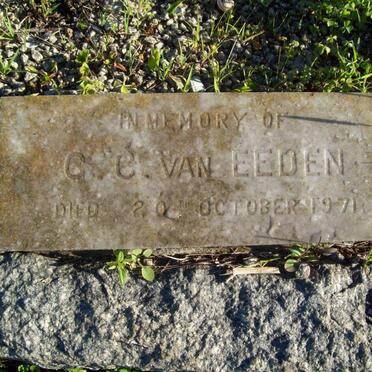 IN MEMORY OF
C. C. VAN EEDEN
DIED 20TH OCTOBER 1971